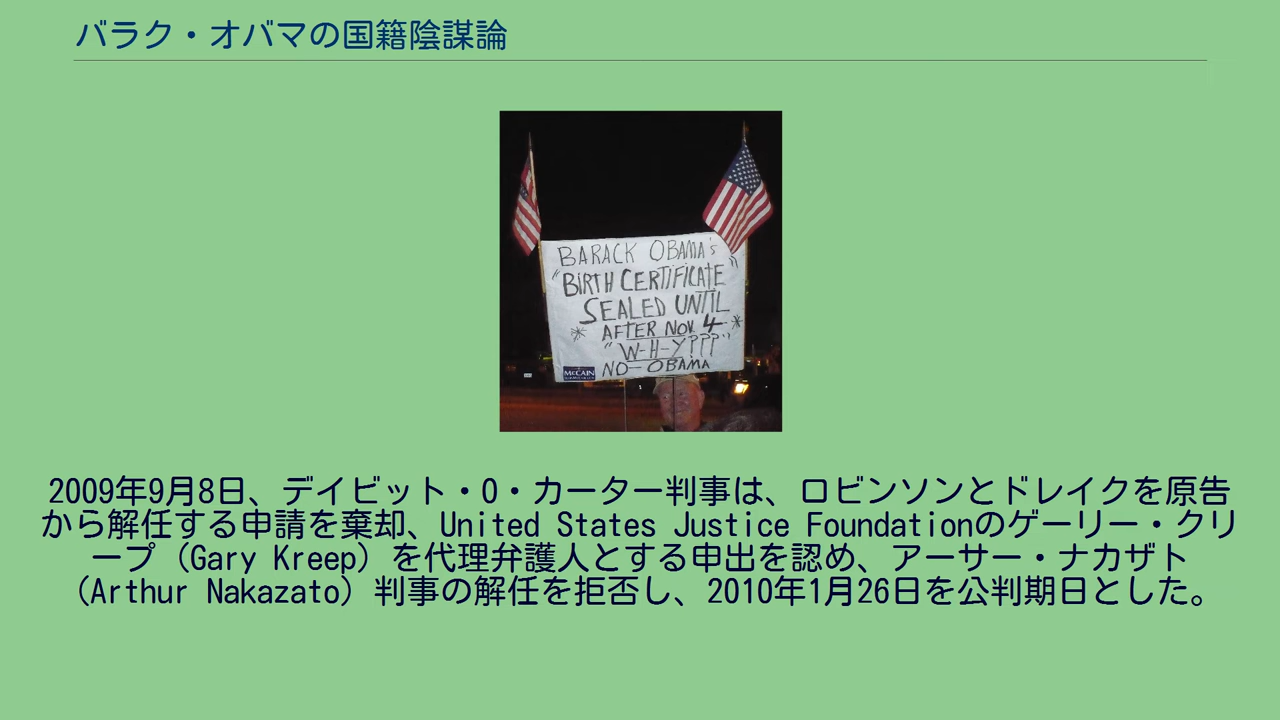 バラク・オバマの国籍陰謀論
BARACK OBAMA's
"BIRTH CERTIFICATE"
SEALED UNTIL
* AFTER NOV. 4 *
"W-H-Y???"
NO- OBAMA
McCAIN
2009年9月8日、デイビット・O・カーター判事は、ロビンソンとドレイクを原告
から解任する申請を棄却、United States Justice Foundationのゲーリー・クリ
ープ（Gary Kreep）を代理弁護人とする申出を認め、アーサー・ナカザト
（Arthur Nakazato）判事の解任を拒否し、2010年1月26日を公判期日とした。